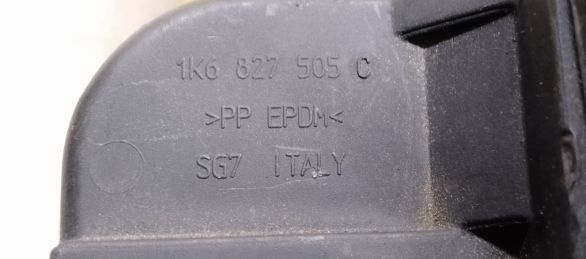 1K6 827 505 C
>PP EPDM<
SG7 ITALY